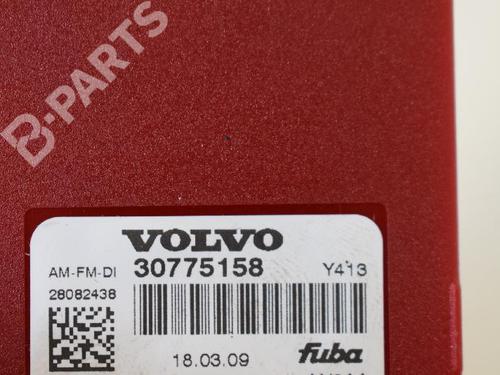 B-PARTS
VOLVO
AM-FM-DI 30775158 Y413
28082438
18.03.09 fuba